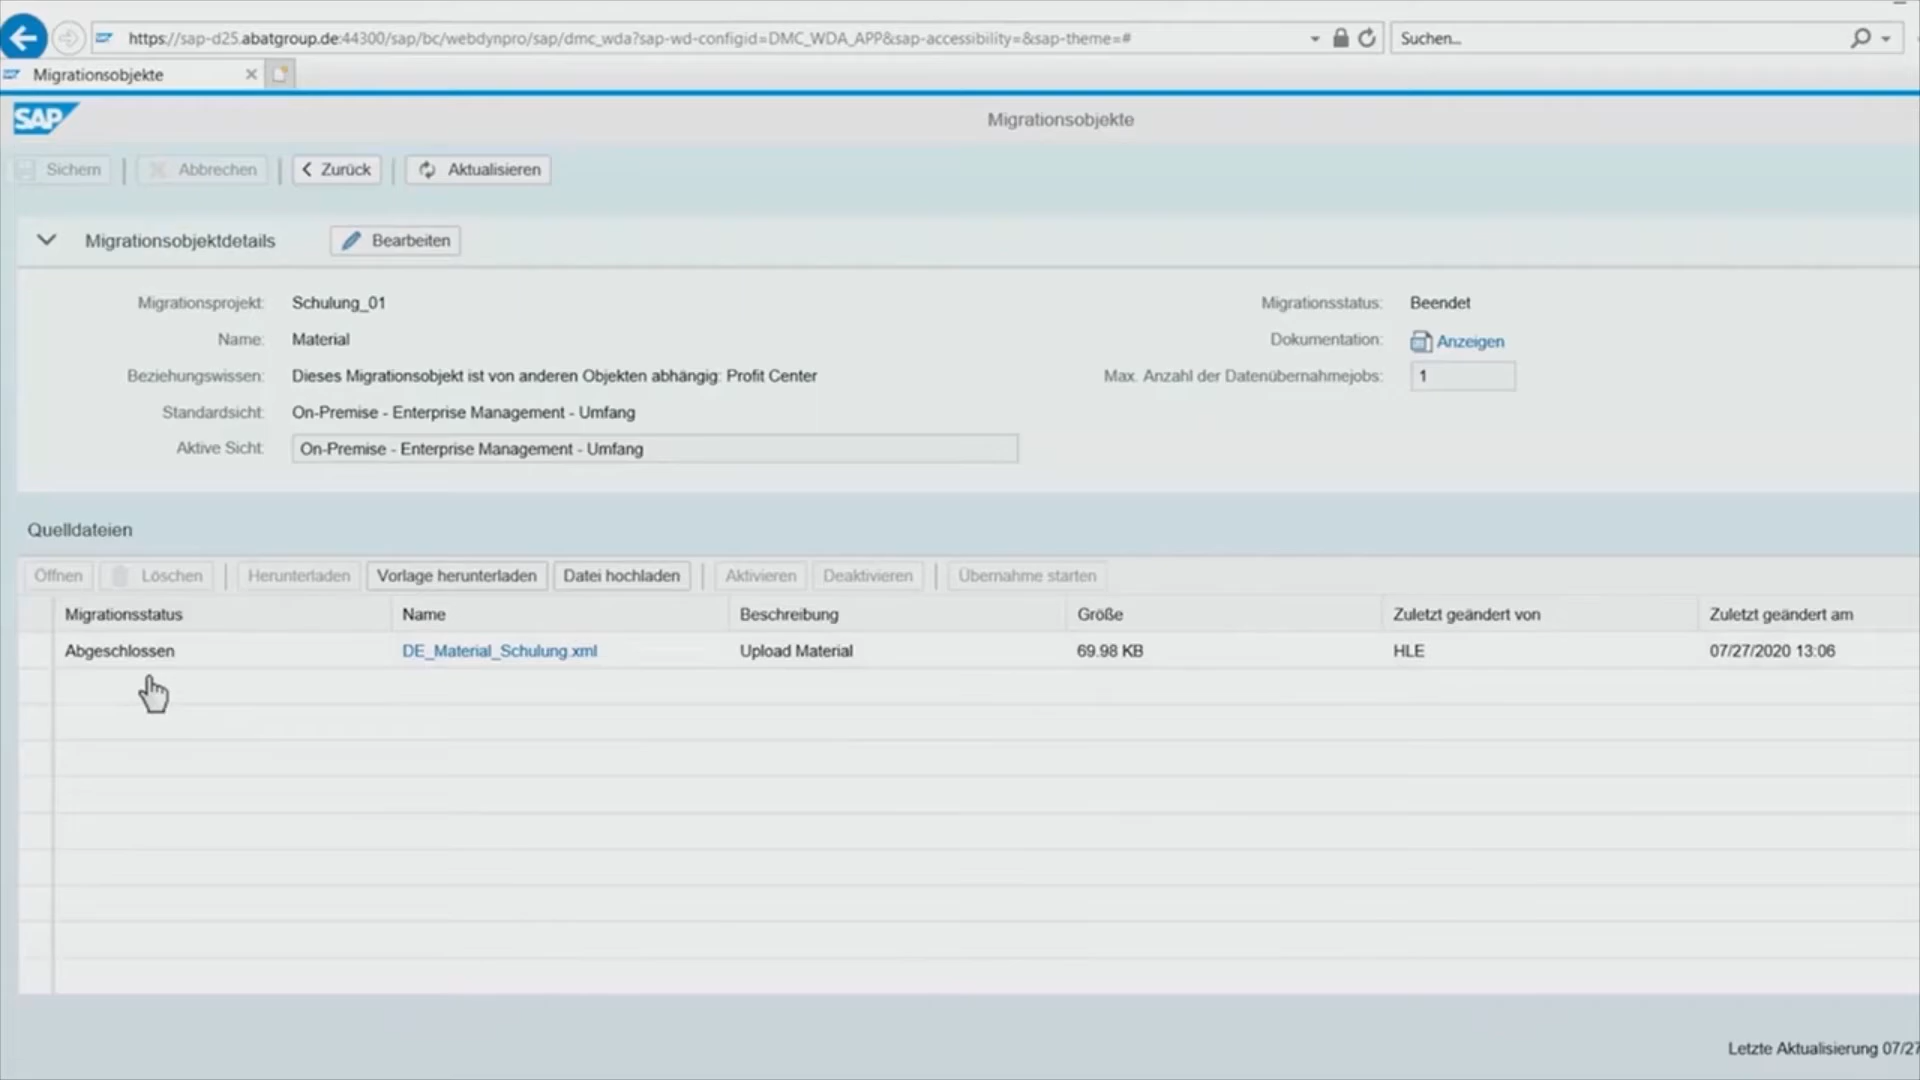 https://sap-d25.abatgroup.de:44300/sap/bc/webdynpro/sap/dmc_wda?sap-wd-configid=DMC_WDA_APP&sap-accessibility=&sap-theme=# Suchen...
Migrationsobjekte
SAP Migrationsobjekte
Sichern Abbrechen Zurück Aktualisieren
Migrationsobjektdetails Bearbeiten
Migrationsprojekt: Schulung_01 Migrationsstatus: Beendet
Name: Material Dokumentation: Anzeigen
Beziehungswissen: Dieses Migrationsobjekt ist von anderen Objekten abhängig: Profit Center Max. Anzahl der Datenübernahmejobs: 1
Standardsicht: On-Premise - Enterprise Management - Umfang
Aktive Sicht: On-Premise - Enterprise Management - Umfang
Quelldateien
Öffnen Löschen Herunterladen Vorlage herunterladen Datei hochladen Aktivieren Deaktivieren Übernahme starten
Migrationsstatus Name Beschreibung Größe Zuletzt geändert von Zuletzt geändert am
Abgeschlossen DE_Material_Schulung.xml Upload Material 69.98 KB HLE 07/27/2020 13:06
Letzte Aktualisierung 07/27